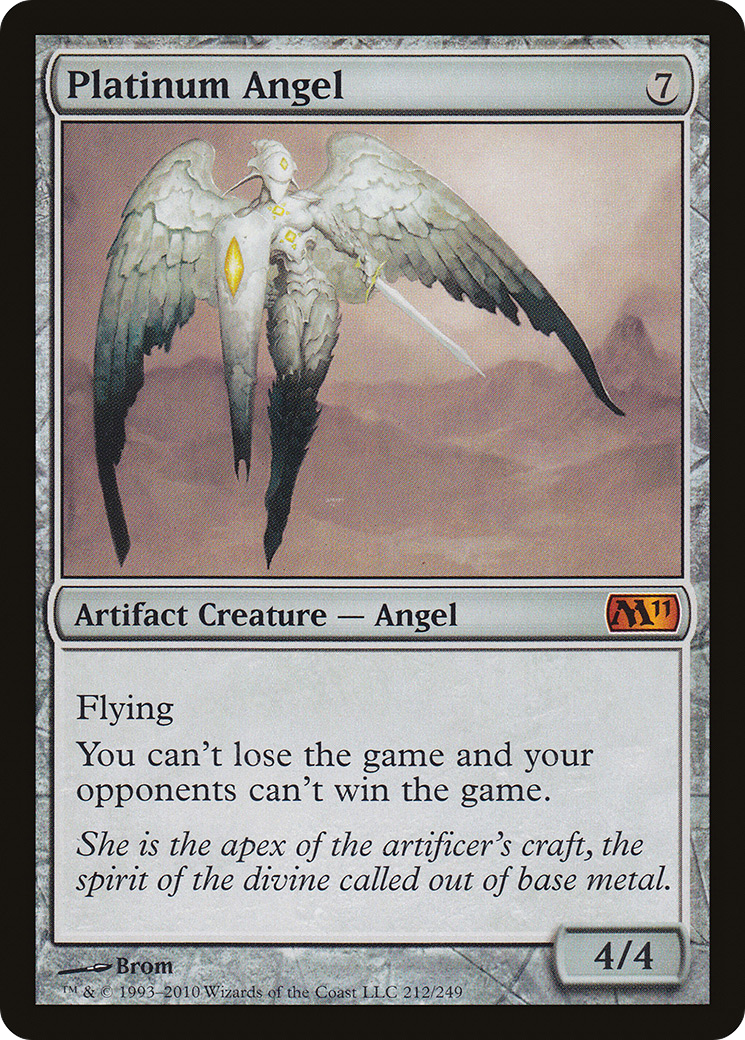 Platinum Angel 7
Artifact Creature — Angel M11
Flying
You can't lose the game and your
opponents can't win the game.
She is the apex of the artificer's craft, the
spirit of the divine called out of base metal.
4/4
Brom
™ & © 1993–2010 Wizards of the Coast LLC 212/249